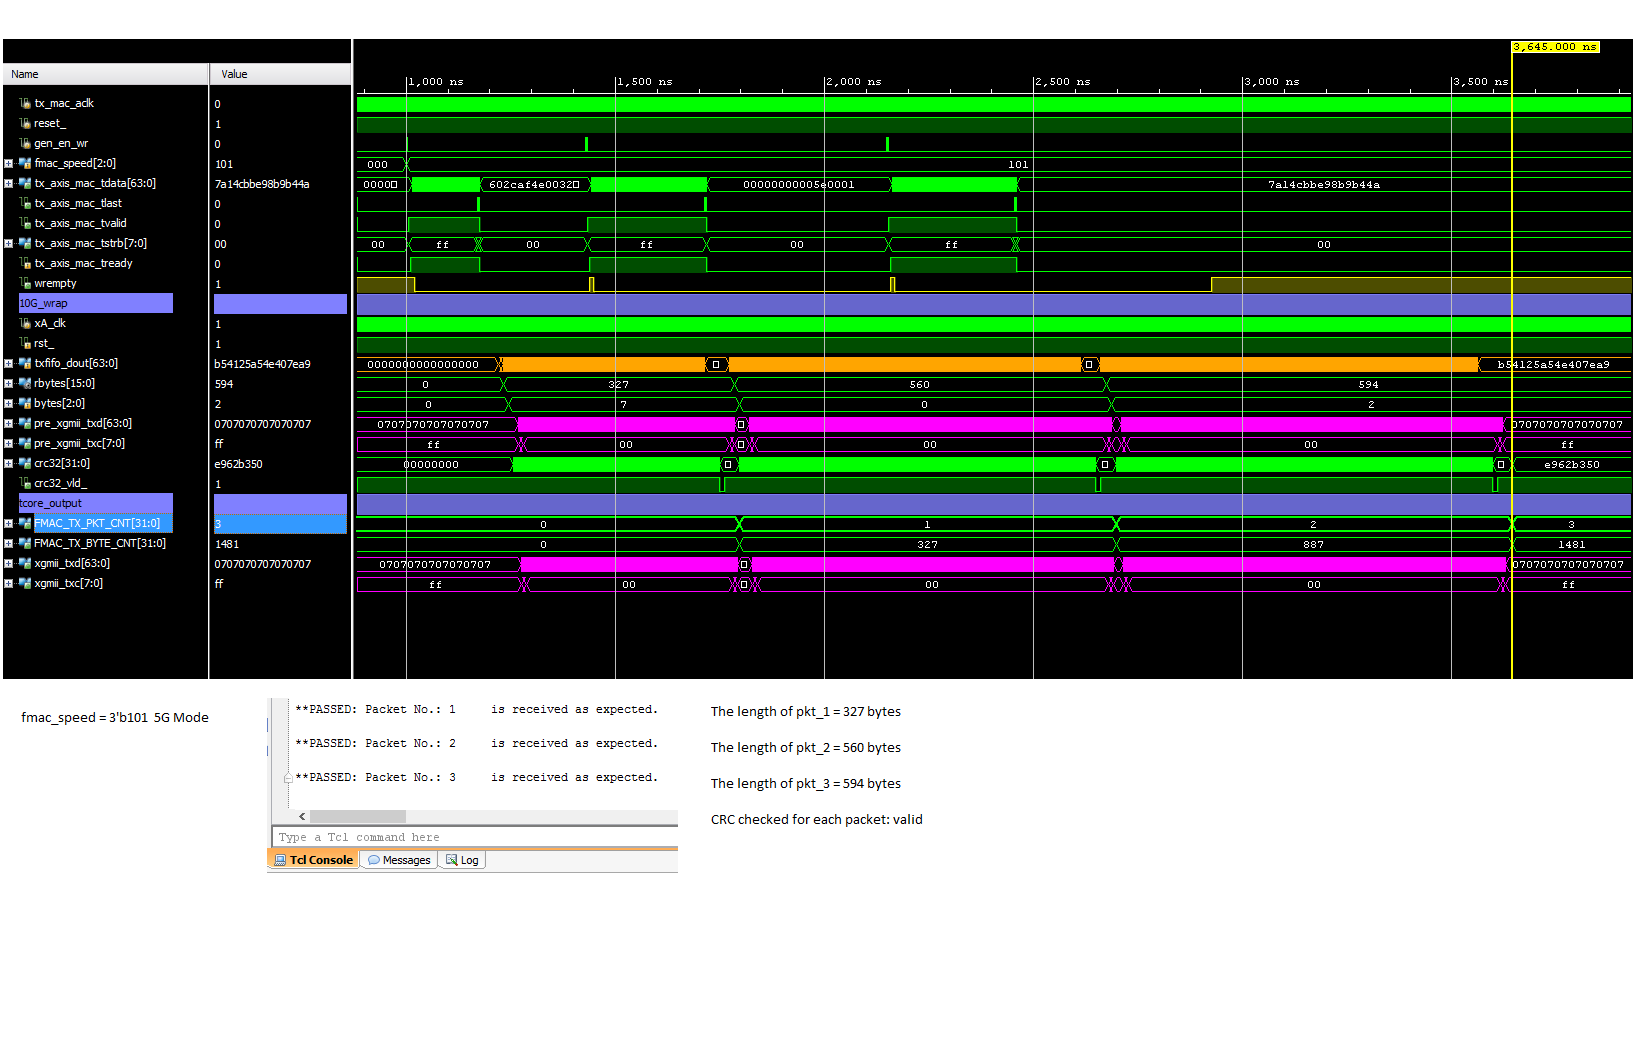 3,645.000 ns
Name Value
1,000 ns 1,500 ns 2,000 ns 2,500 ns 3,000 ns 3,500 ns
tx_mac_aclk 0
reset_ 1
gen_en_wr 0
fmac_speed[2:0] 101 000 101
tx_axis_mac_tdata[63:0] 7a14cbbe98b9b44a 0000 602caf4e0032 00000000005e0001 7a14cbbe98b9b44a
tx_axis_mac_tlast 0
tx_axis_mac_tvalid 0
tx_axis_mac_tstrb[7:0] 00 00 ff 00 ff 00 ff 00
tx_axis_mac_tready 0
wrempty 1
10G_wrap
xA_clk 1
rst_ 1
txfifo_dout[63:0] b54125a54e407ea9 0000000000000000 b54125a54e407ea9
rbytes[15:0] 594 0 327 560 594
bytes[2:0] 2 0 7 0 2
pre_xgmii_txd[63:0] 0707070707070707 0707070707070707 0707070707070707
pre_xgmii_txc[7:0] ff ff 00 00 00 ff
crc32[31:0] e962b350 00000000 e962b350
crc32_vld_ 1
tcore_output
FMAC_TX_PKT_CNT[31:0] 3 0 1 2 3
FMAC_TX_BYTE_CNT[31:0] 1481 0 327 887 1481
xgmii_txd[63:0] 0707070707070707 0707070707070707 0707070707070707
xgmii_txc[7:0] ff ff 00 00 00 ff
fmac_speed = 3'b101 5G Mode
**PASSED: Packet No.: 1 is received as expected.
**PASSED: Packet No.: 2 is received as expected.
**PASSED: Packet No.: 3 is received as expected.
Type a Tcl command here
Tcl Console Messages Log
The length of pkt_1 = 327 bytes
The length of pkt_2 = 560 bytes
The length of pkt_3 = 594 bytes
CRC checked for each packet: valid